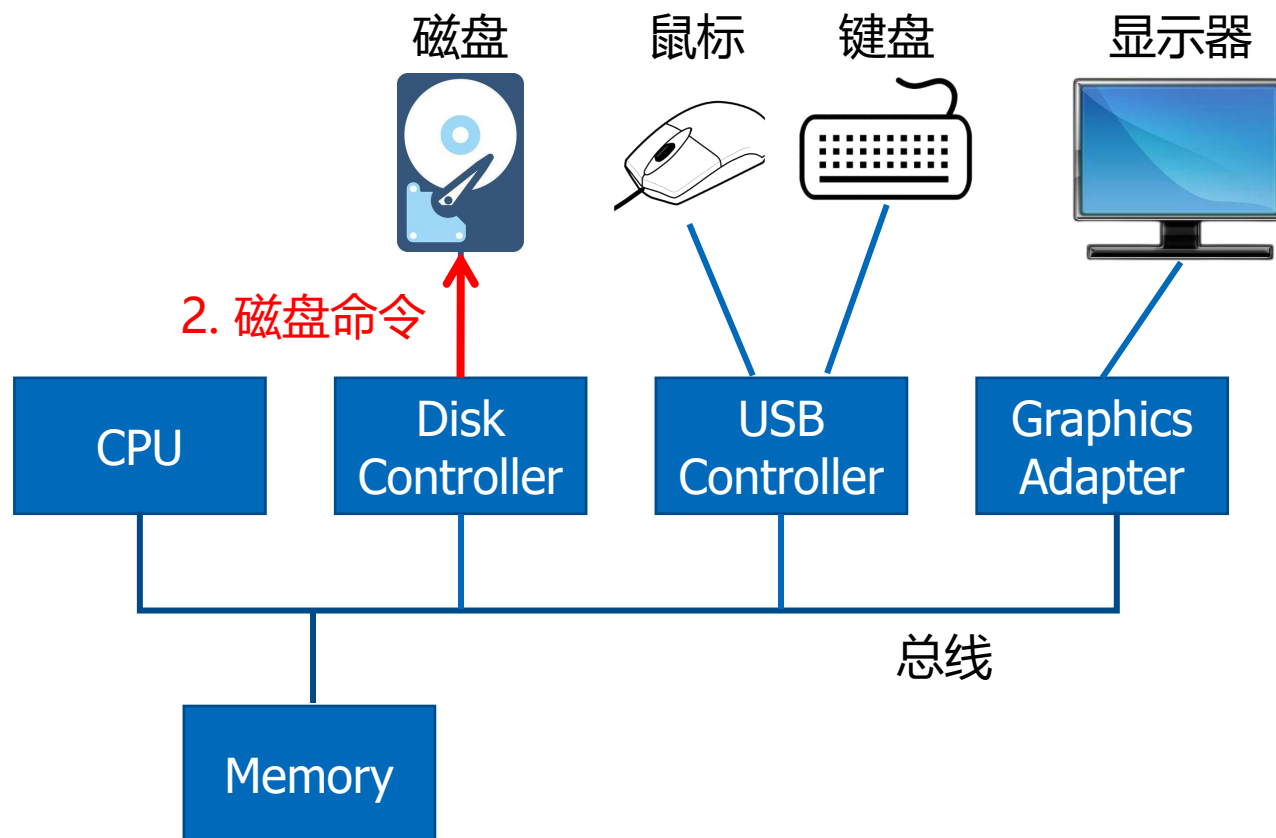 磁盘
鼠标
键盘
显示器
2. 磁盘命令
CPU
Disk
Controller
USB
Controller
Graphics
Adapter
总线
Memory